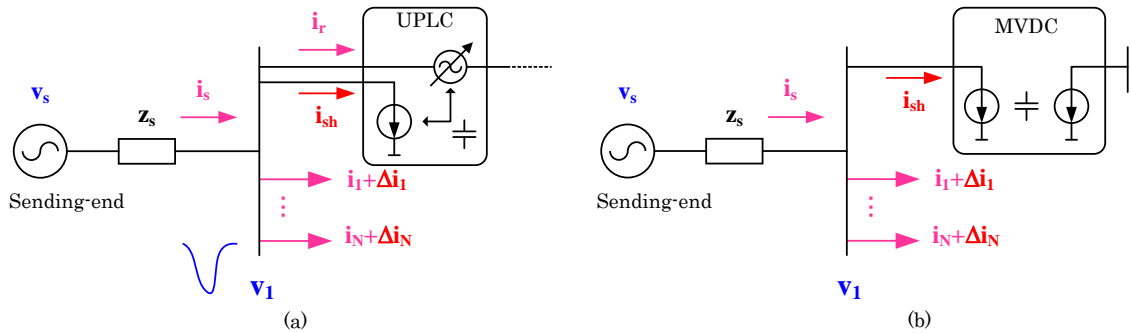 i_r
UPLC
i_s
v_s
z_s
i_sh
Sending-end
i_1+Δi_1
⋮
i_N+Δi_N
v_1
(a)
MVDC
i_s
v_s
z_s
i_sh
Sending-end
i_1+Δi_1
⋮
i_N+Δi_N
v_1
(b)